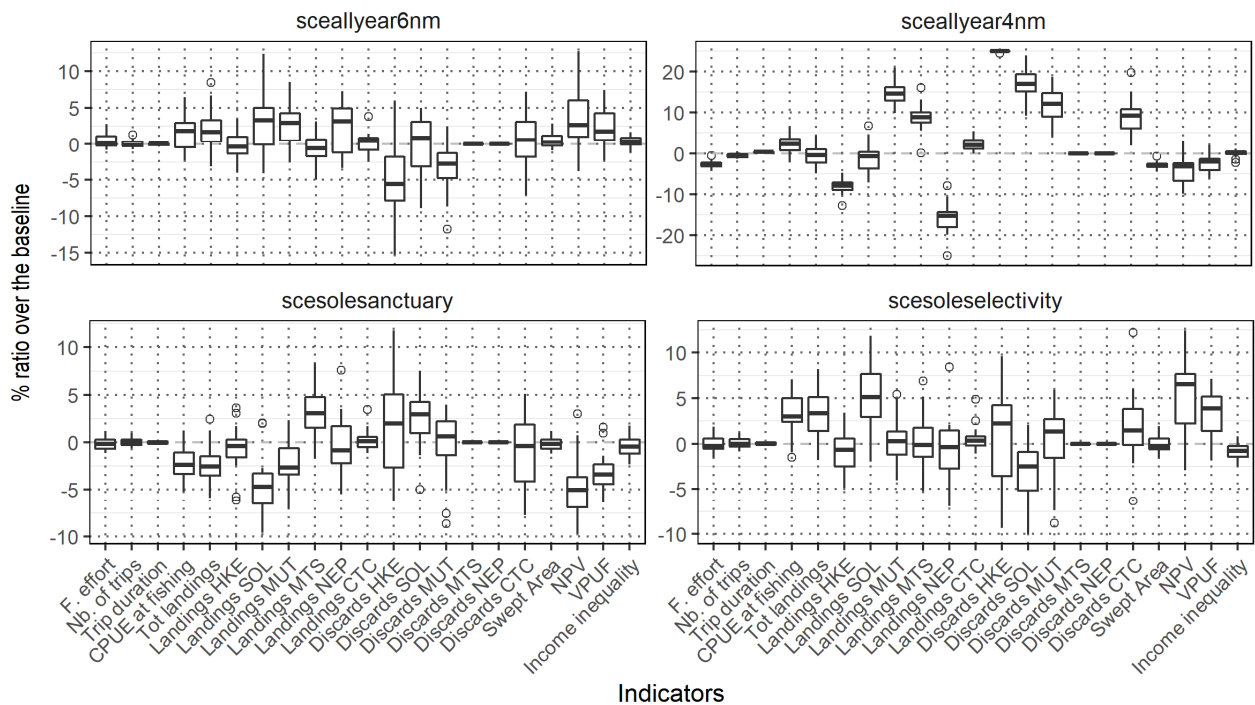 sceallyear6nm
sceallyear4nm
10
5
0
-5
-10
-15
20
10
0
-10
-20
% ratio over the baseline
scesolesanctuary
scesoleselectivity
10
5
0
-5
-10
10
5
0
-5
-10
F. effort
Nb. of trips
Trip duration
CPUE at fishing
Tot landings
Landings HKE
Landings SOL
Landings MUT
Landings MTS
Landings NEP
Landings CTC
Discards HKE
Discards SOL
Discards MUT
Discards MTS
Discards NEP
Discards CTC
Swept Area
NPV
VPUF
Income inequality
F. effort
Nb. of trips
Trip duration
CPUE at fishing
Tot landings
Landings HKE
Landings SOL
Landings MUT
Landings MTS
Landings NEP
Landings CTC
Discards HKE
Discards SOL
Discards MUT
Discards MTS
Discards NEP
Discards CTC
Swept Area
NPV
VPUF
Income inequality
Indicators